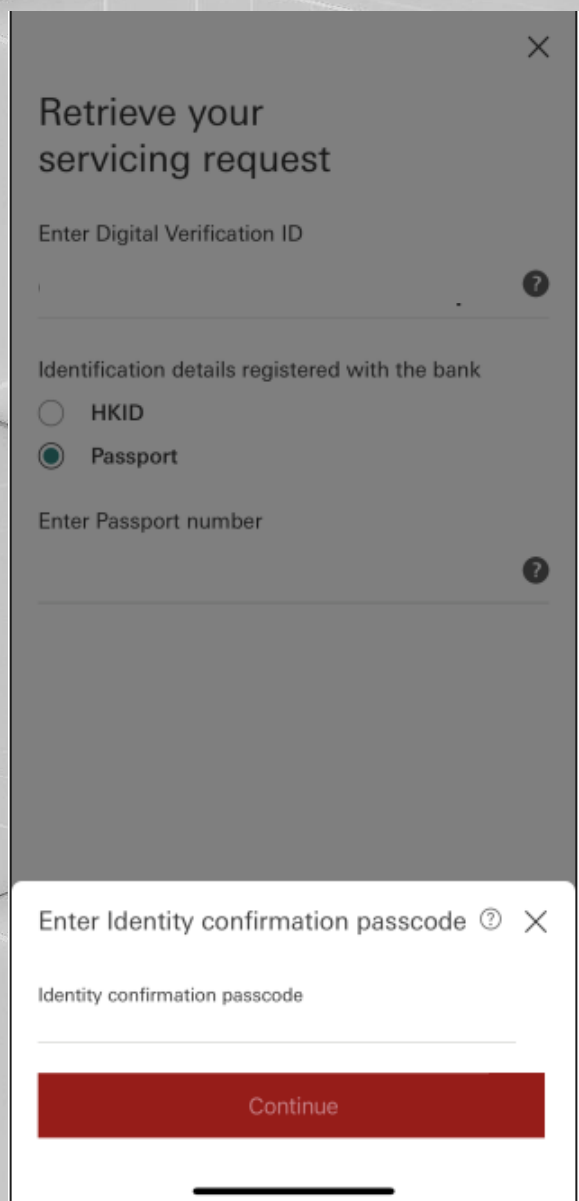 Retrieve your
servicing request
Enter Digital Verification ID
?
Identification details registered with the bank
HKID
Passport
Enter Passport number
?
Enter Identity confirmation passcode ?
Identity confirmation passcode
Continue